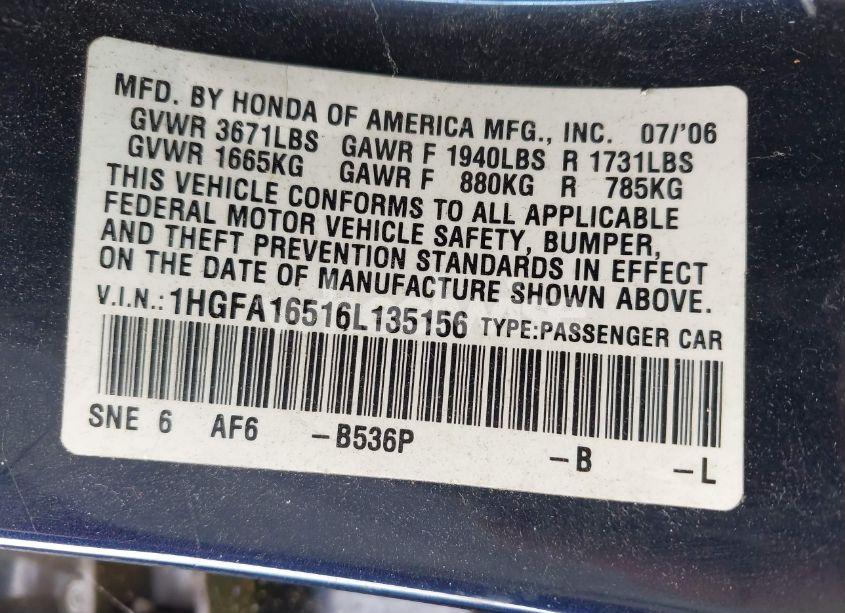 MFD. BY HONDA OF AMERICA MFG., INC. 07/'06
GVWR 3671LBS GAWR F 1940LBS R 1731LBS
GVWR 1665KG GAWR F 880KG R 785KG
THIS VEHICLE CONFORMS TO ALL APPLICABLE
FEDERAL MOTOR VEHICLE SAFETY, BUMPER,
AND THEFT PREVENTION STANDARDS IN EFFECT
ON THE DATE OF MANUFACTURE SHOWN ABOVE.
V.I.N.: 1HGFA16516L135156 TYPE:PASSENGER CAR
SNE 6 AF6 -B536P -B -L